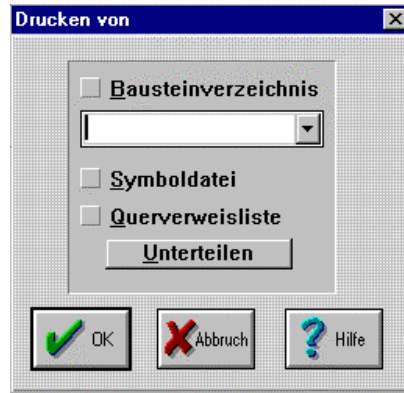 Drucken von
Bausteinverzeichnis
Symboldatei
Querverweisliste
Unterteilen
OK Abbruch Hilfe